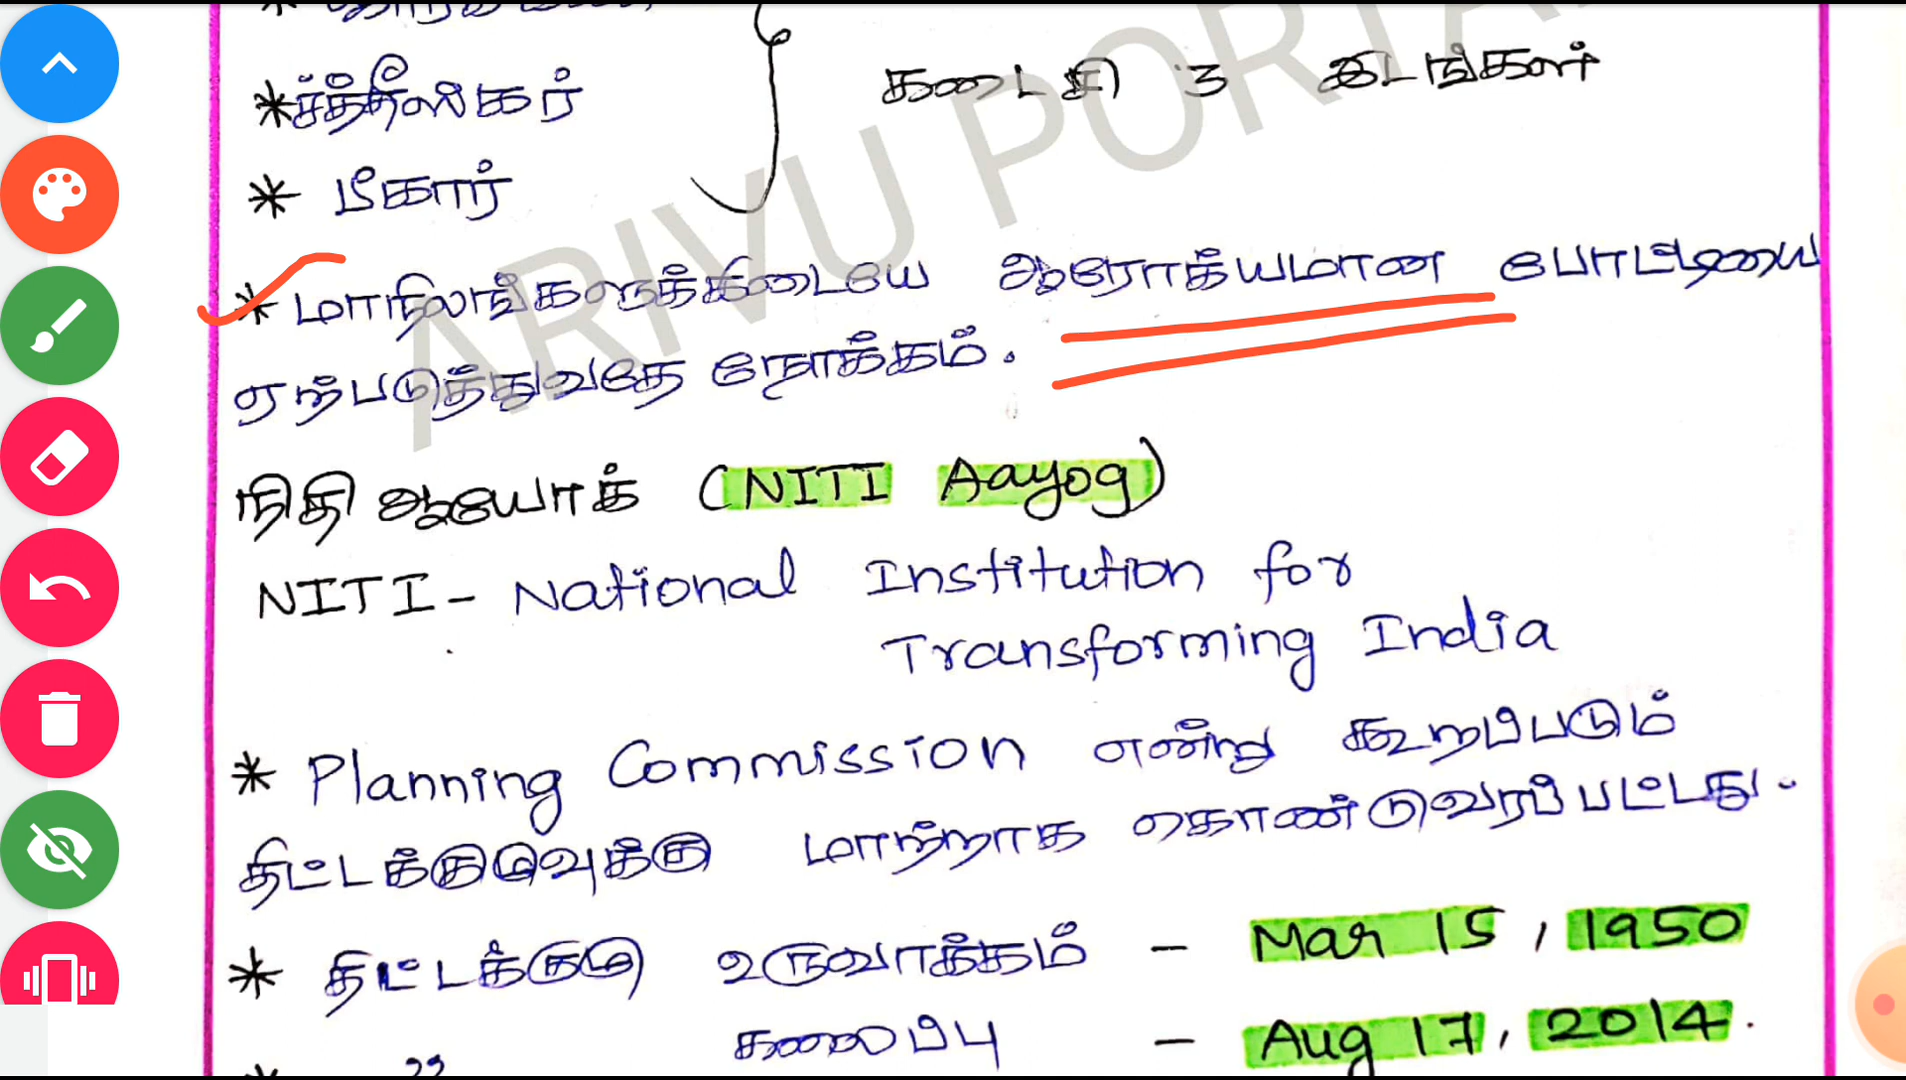 *சத்தீஸ்கர்
கடைசி 3 இடங்கள்
* பீகார்
* மாநிலங்களுக்கிடையே ஆரோக்யமான போட்டியை
ஏற்படுத்துவதே நோக்கம்.
நிதி ஆயோக் (NITI Aayog)
NITI - National Institution for
Transforming India
* Planning Commission என்று கூறப்படும்
திட்டக்குழுவுக்கு மாற்றாக கொண்டுவரப்பட்டது.
* திட்டக்குழு உருவாக்கம் - Mar 15, 1950
* " கலைப்பு - Aug 17, 2014.
ARIVU PORTA